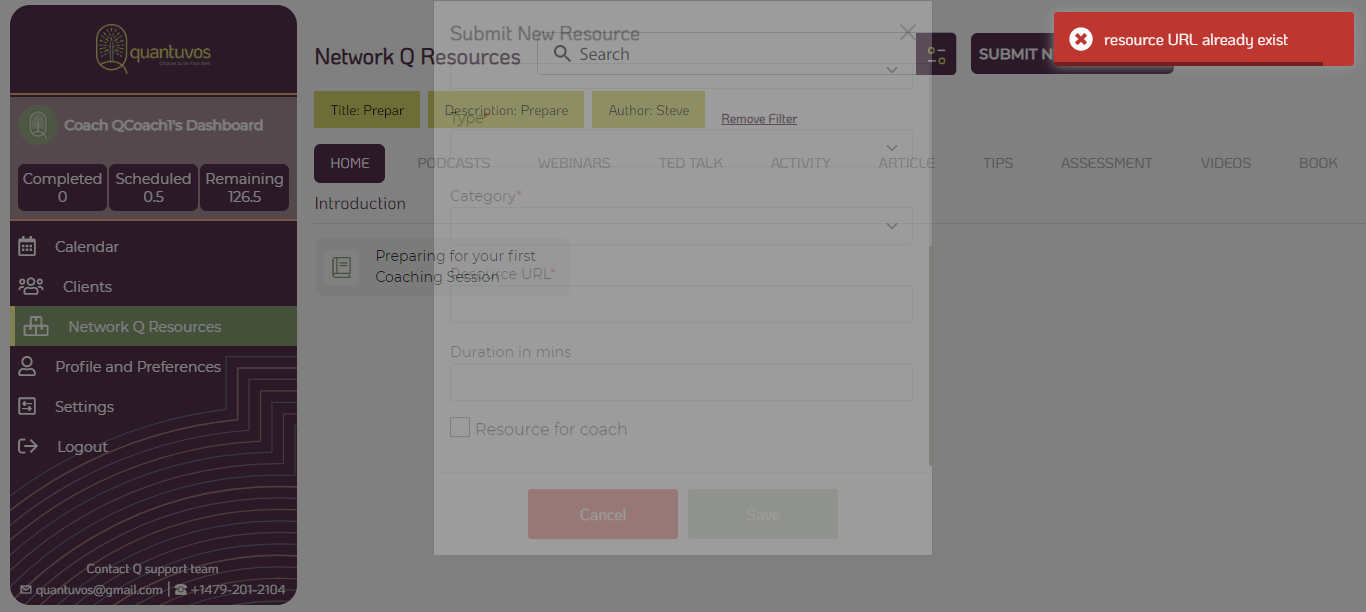 quantuvos
Choose to be Your Best
Coach QCoach1's Dashboard
Completed
0
Scheduled
0.5
Remaining
126.5
Calendar
Clients
Network Q Resources
Profile and Preferences
Settings
Logout
Contact Q support team
quantuvos@gmail.com | +1479-201-2104
Network Q Resources
Search
SUBMIT N
Title: Prepar
Description: Prepare
Author: Steve
Remove Filter
HOME
PODCASTS
WEBINARS
TED TALK
ACTIVITY
ARTICLE
TIPS
ASSESSMENT
VIDEOS
BOOK
Introduction
Preparing for your first
Coaching Session
Submit New Resource
Type*
Category*
Resource URL*
Duration in mins
Resource for coach
Cancel
Save
resource URL already exist